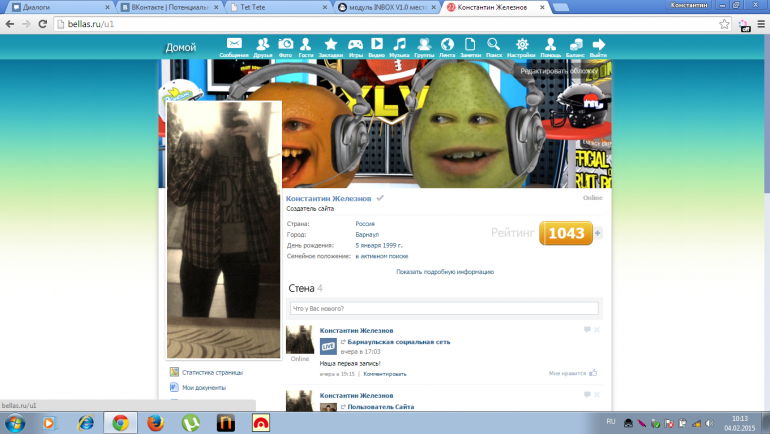 Диалоги
ВКонтакте | Потенциаль
Tet Tete
модуль INBOX V1.0 место
Константин Железнов
Константин
bellas.ru/u1
off
Домой
Сообщения Друзья Фото Гости Закладки Игры Видео Музыка Группы Лента Заметки Поиск Настройки Помощь Баланс Выйти
Редактировать обложку
XLV
OFFICIAL
Константин Железнов
Online
Создатель сайта
Страна: Россия
Город: Барнаул
День рождения: 5 января 1999 г.
Семейное положение: в активном поиске
Рейтинг 1043 +
Показать подробную информацию
Стена 4
Что у Вас нового?
Константин Железнов
LIVE
Барнаульская социальная сеть
вчера в 17:03
Online
Наша первая запись!
вчера в 19:15 | Комментировать
Мне нравится
Константин Железнов
Пользователь Сайта
Статистика страницы
Мои документы
bellas.ru/u1
RU
10:13
04.02.2015